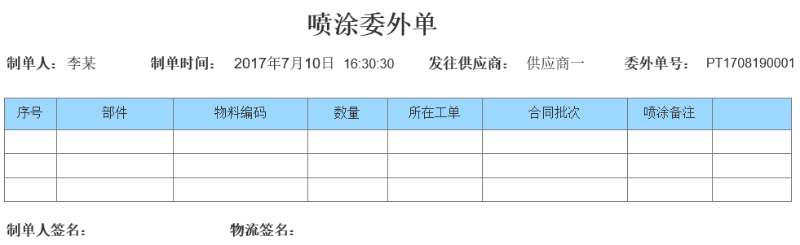 喷涂委外单
制单人：李某 制单时间： 2017年7月10日 16:30:30 发往供应商： 供应商一 委外单号： PT1708190001
序号 部件 物料编码 数量 所在工单 合同批次 喷涂备注
制单人签名： 物流签名：